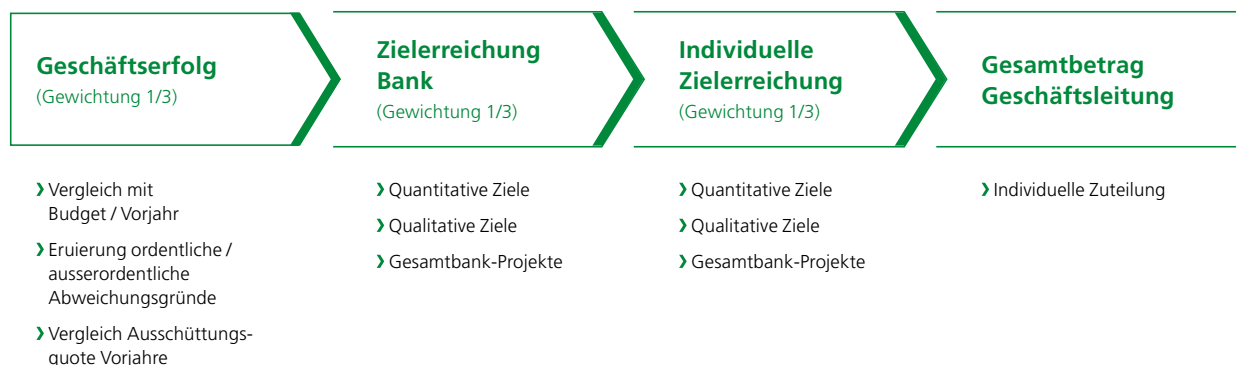 Geschäftserfolg
(Gewichtung 1/3)
Zielerreichung
Bank
(Gewichtung 1/3)
Individuelle
Zielerreichung
(Gewichtung 1/3)
Gesamtbetrag
Geschäftsleitung
Vergleich mit
Budget / Vorjahr
Eruierung ordentliche /
ausserordentliche
Abweichungsgründe
Vergleich Ausschüttungs-
quote Vorjahre
Quantitative Ziele
Qualitative Ziele
Gesamtbank-Projekte
Quantitative Ziele
Qualitative Ziele
Gesamtbank-Projekte
Individuelle Zuteilung